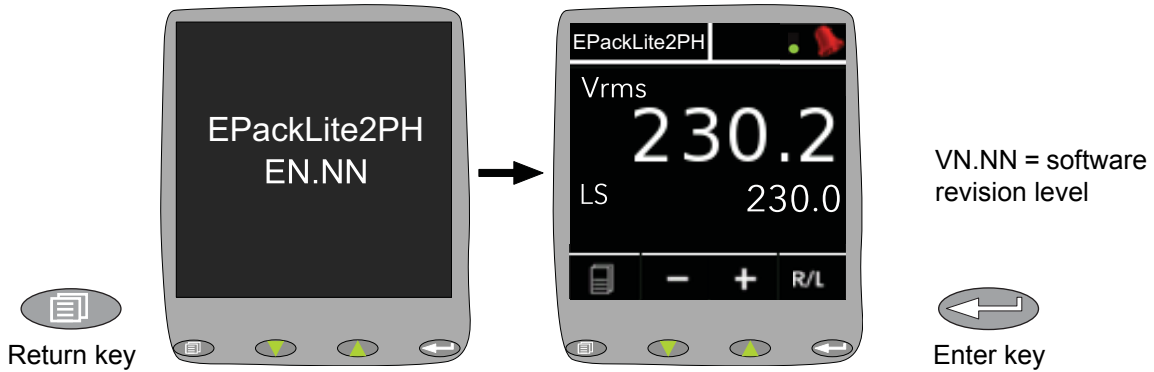 EPackLite2PH
EN.NN
EPackLite2PH
Vrms
230.2
LS 230.0
R/L
VN.NN = software
revision level
Return key
Enter key